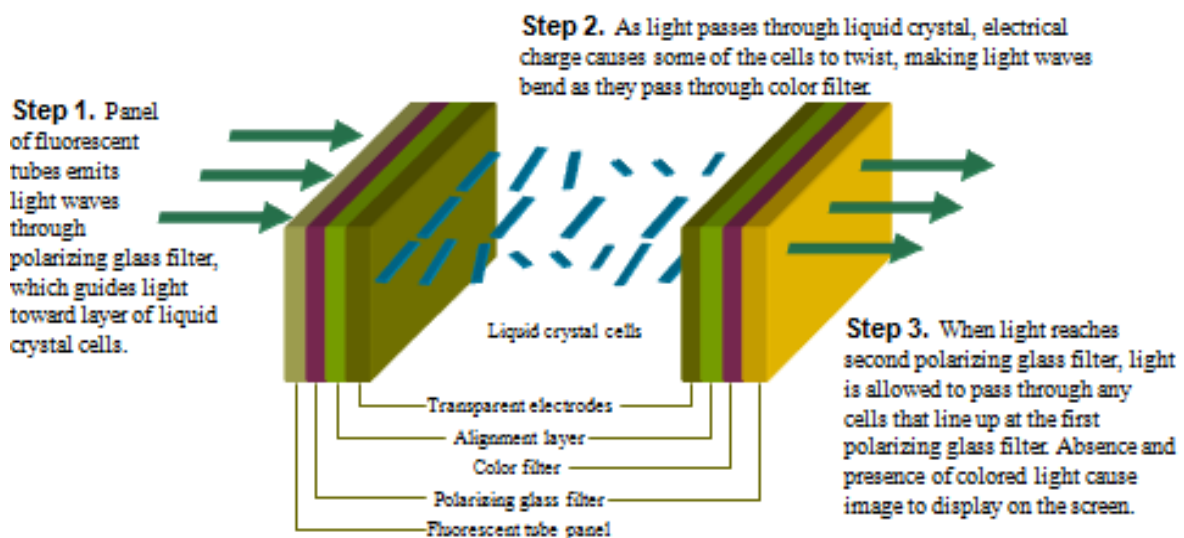 Step 2. As light passes through liquid crystal, electrical
charge causes some of the cells to twist, making light waves
bend as they pass through color filter.
Step 1. Panel
of fluorescent
tubes emits
light waves
through
polarizing glass filter,
which guides light
toward layer of liquid
crystal cells.
Liquid crystal cells
Step 3. When light reaches
second polarizing glass filter, light
is allowed to pass through any
cells that line up at the first
polarizing glass filter. Absence and
presence of colored light cause
image to display on the screen.
Transparent electrodes
Alignment layer
Color filter
Polarizing glass filter
Fluorescent tube panel